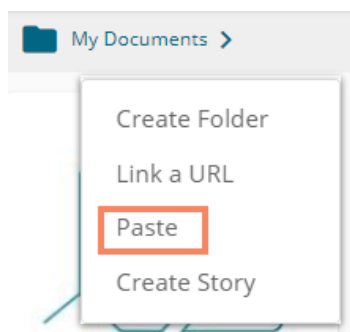 My Documents >
Create Folder
Link a URL
Paste
Create Story